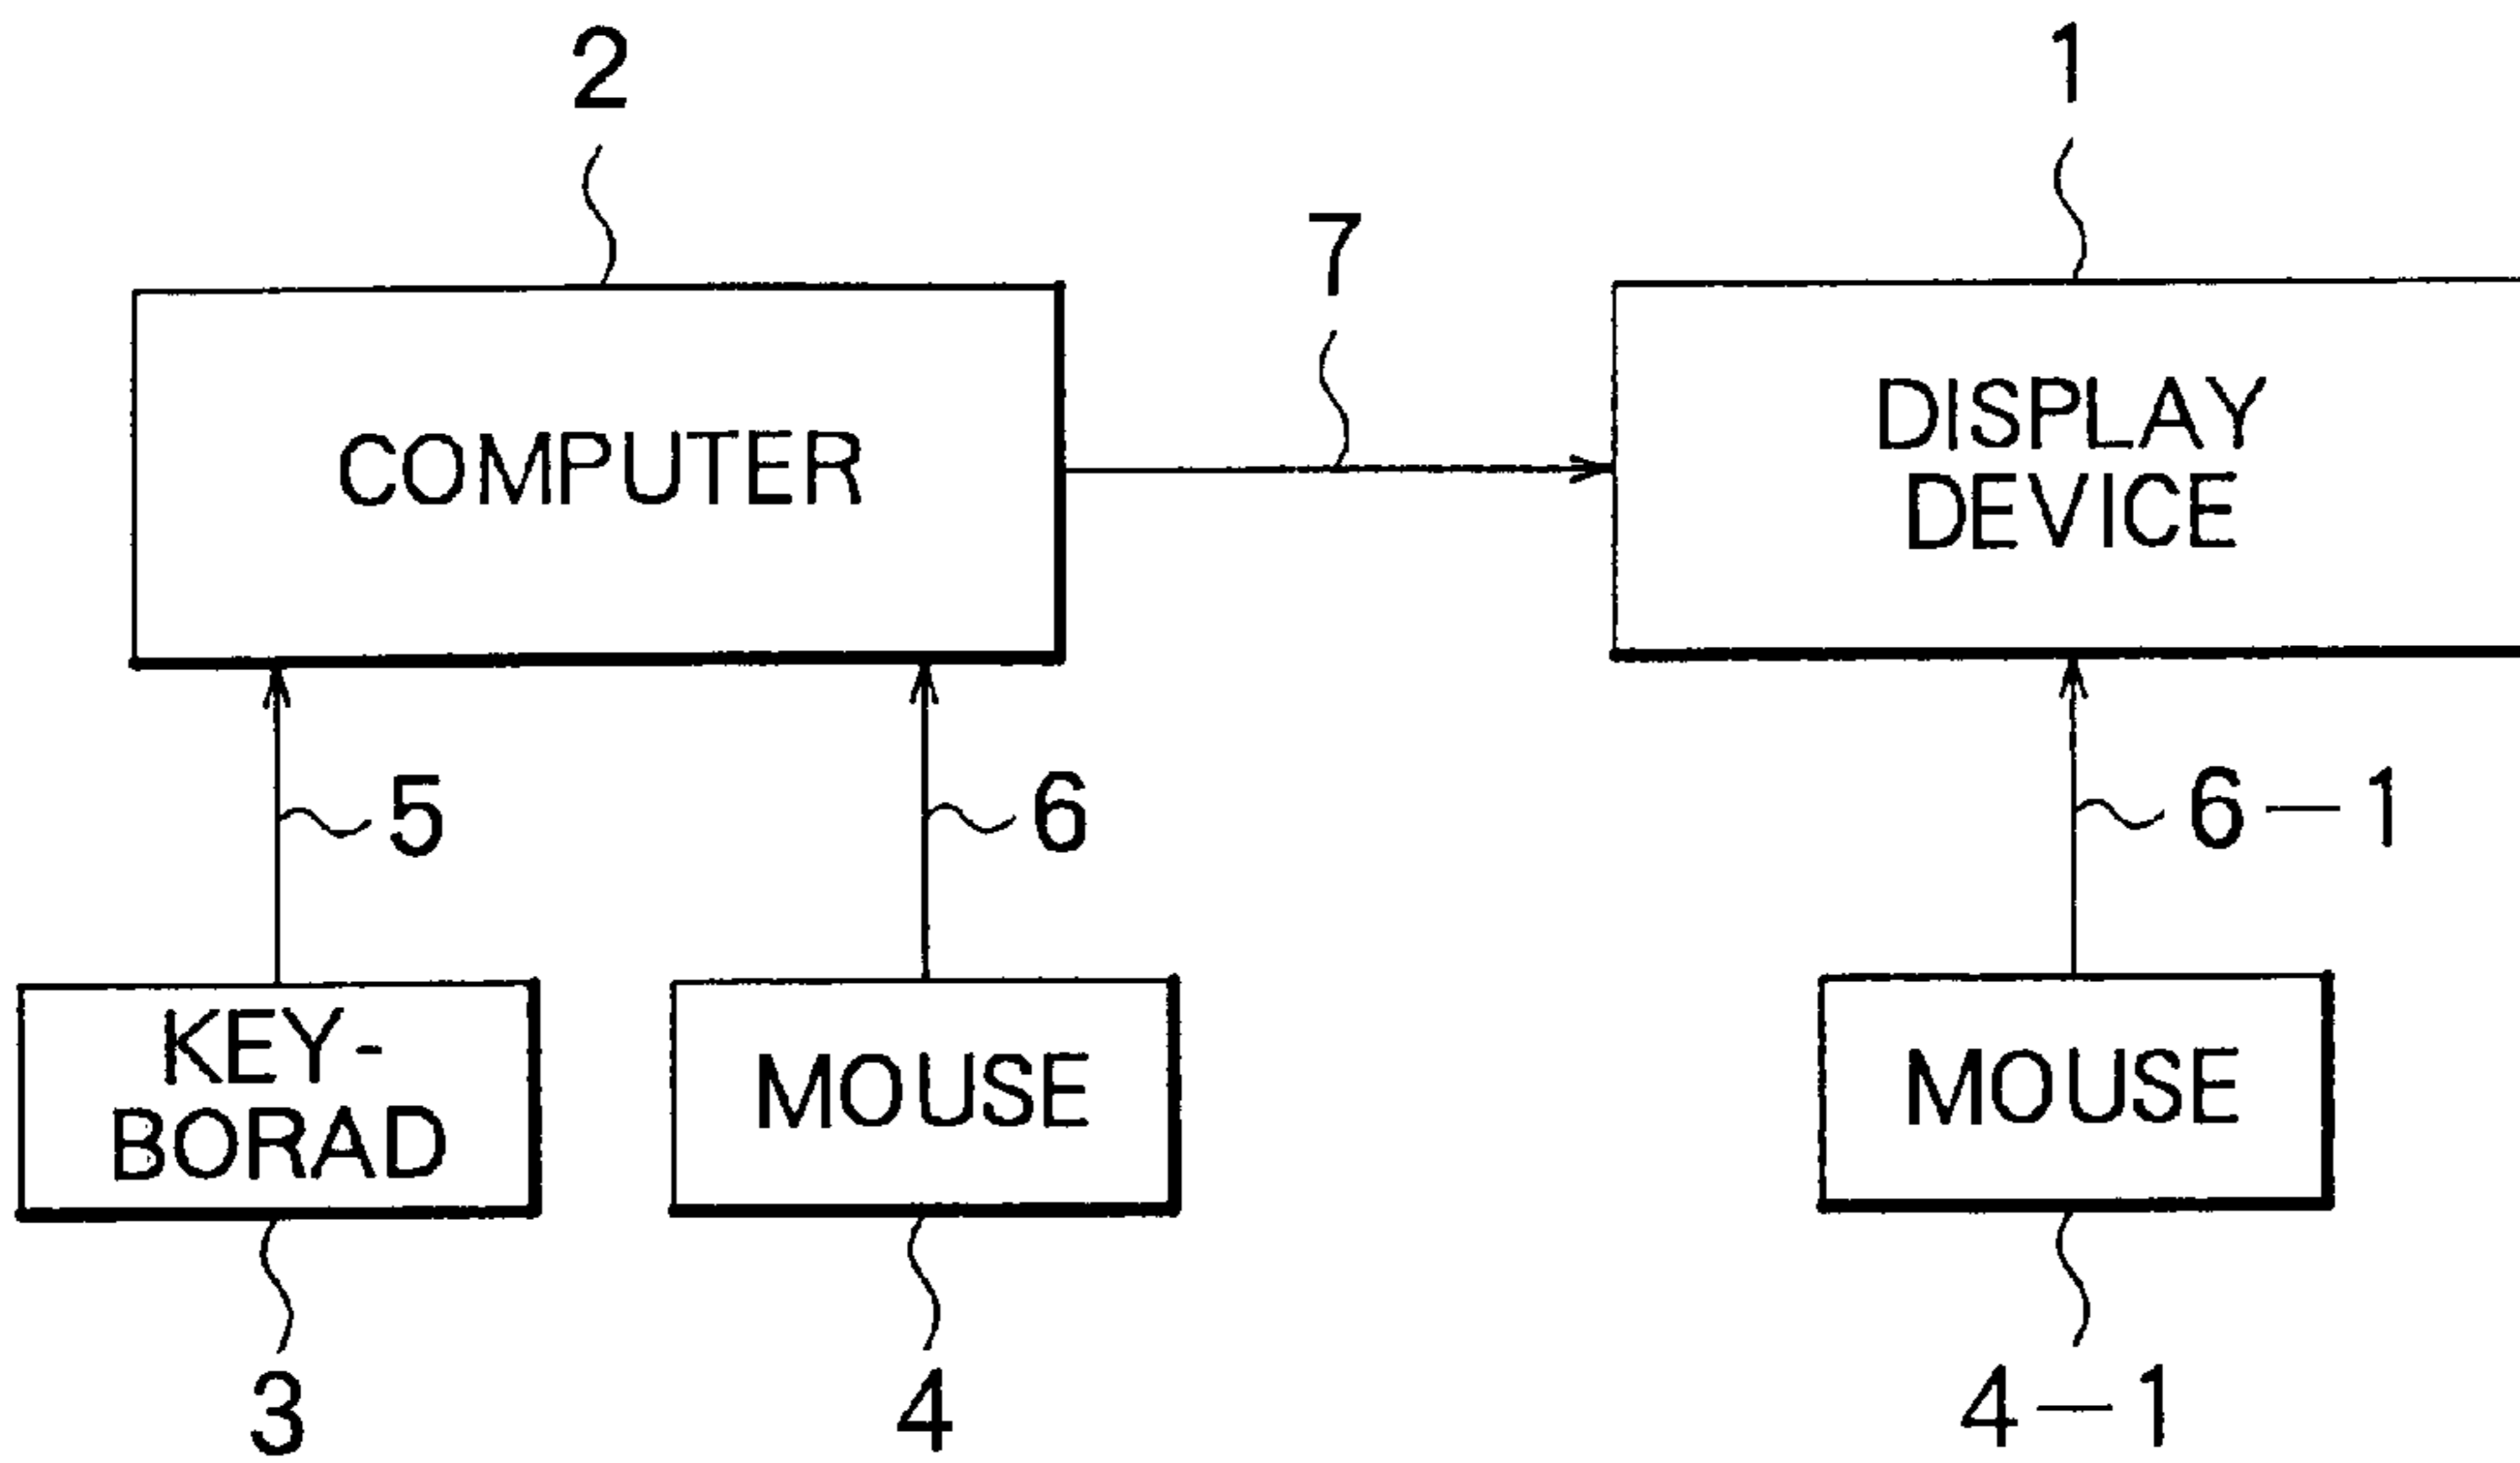 2
1
7
COMPUTER
DISPLAY
DEVICE
5
6
6-1
KEY-
BORAD
MOUSE
MOUSE
3
4
4-1